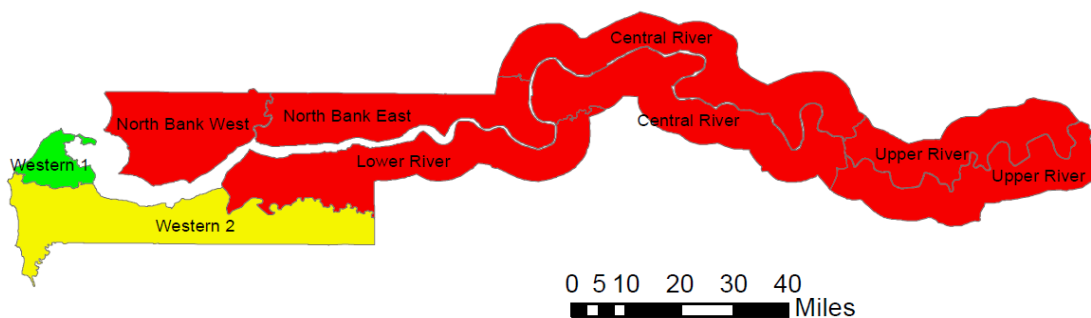 Central River
North Bank West
North Bank East
Central River
Western 1
Lower River
Upper River
Upper River
Western 2
0 5 10 20 30 40
Miles